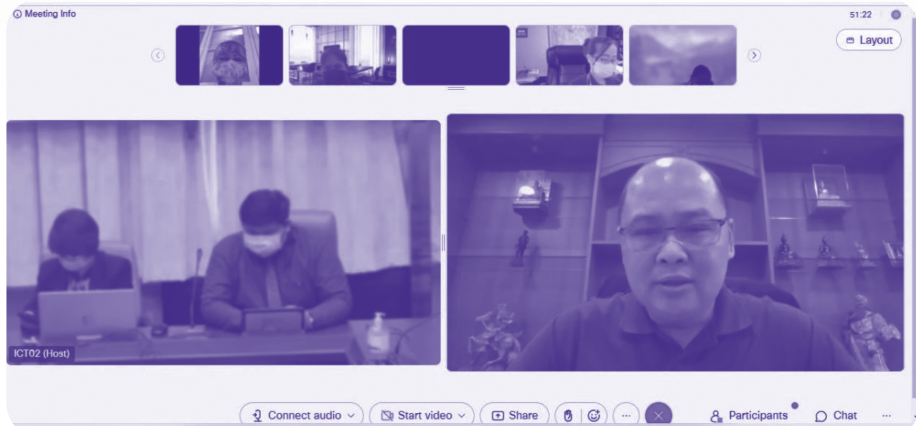 Meeting Info
51:22
Layout
ICT02 (Host)
Connect audio
Start video
Share
Participants
Chat